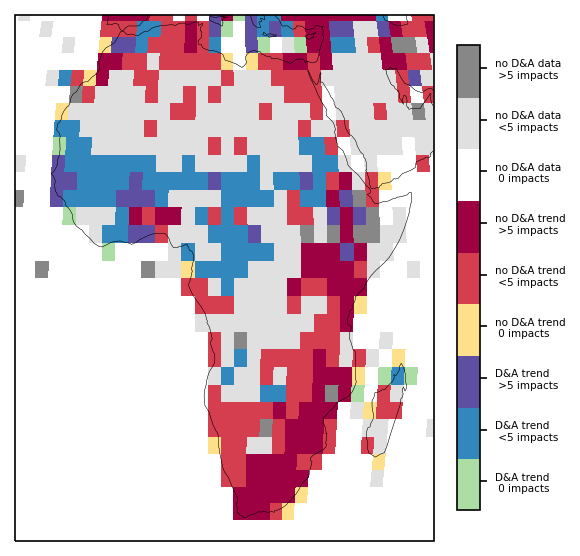 no D&A data
>5 impacts
no D&A data
<5 impacts
no D&A data
0 impacts
no D&A trend
>5 impacts
no D&A trend
<5 impacts
no D&A trend
0 impacts
D&A trend
>5 impacts
D&A trend
<5 impacts
D&A trend
0 impacts